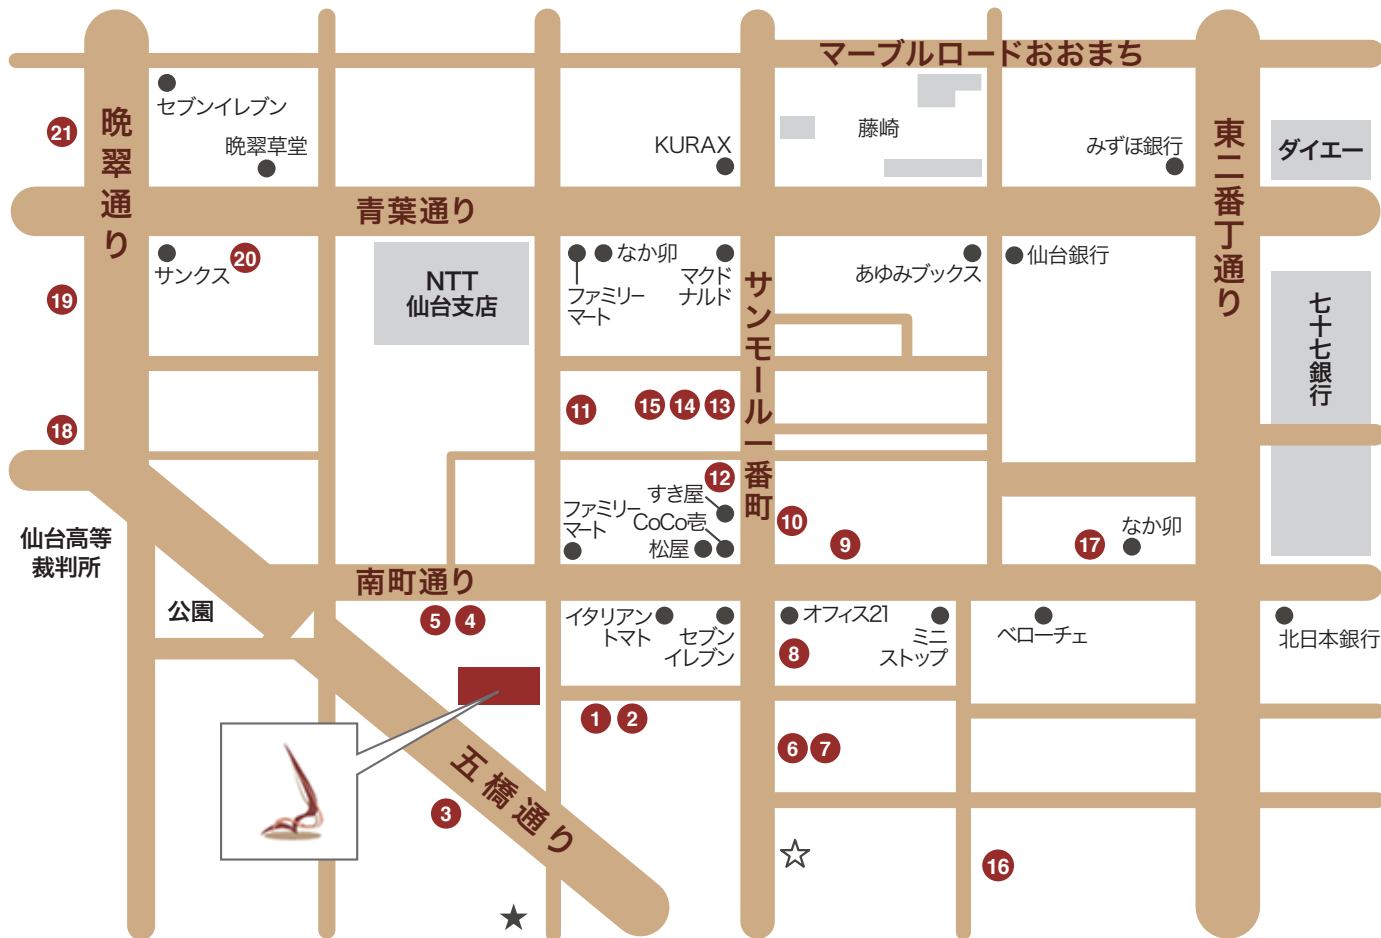 マーブルロードおおまち
セブンイレブン
晩翠草堂
KURAX
藤崎
みずほ銀行
ダイエー
21
晩翠通り
東二番丁通り
青葉通り
サンクス
20
NTT
仙台支店
なか卯
ファミリー
マート
マクド
ナルド
サンモール一番町
あゆみブックス
仙台銀行
七十七銀行
19
18
11
15
14
13
12
すき屋
CoCo壱
松屋
ファミリー
マート
10
9
17
なか卯
仙台高等
裁判所
公園
南町通り
5
4
イタリアン
トマト
セブン
イレブン
オフィス21
8
ミニ
ストップ
ベローチェ
北日本銀行
1
2
6
7
五橋通り
3
16